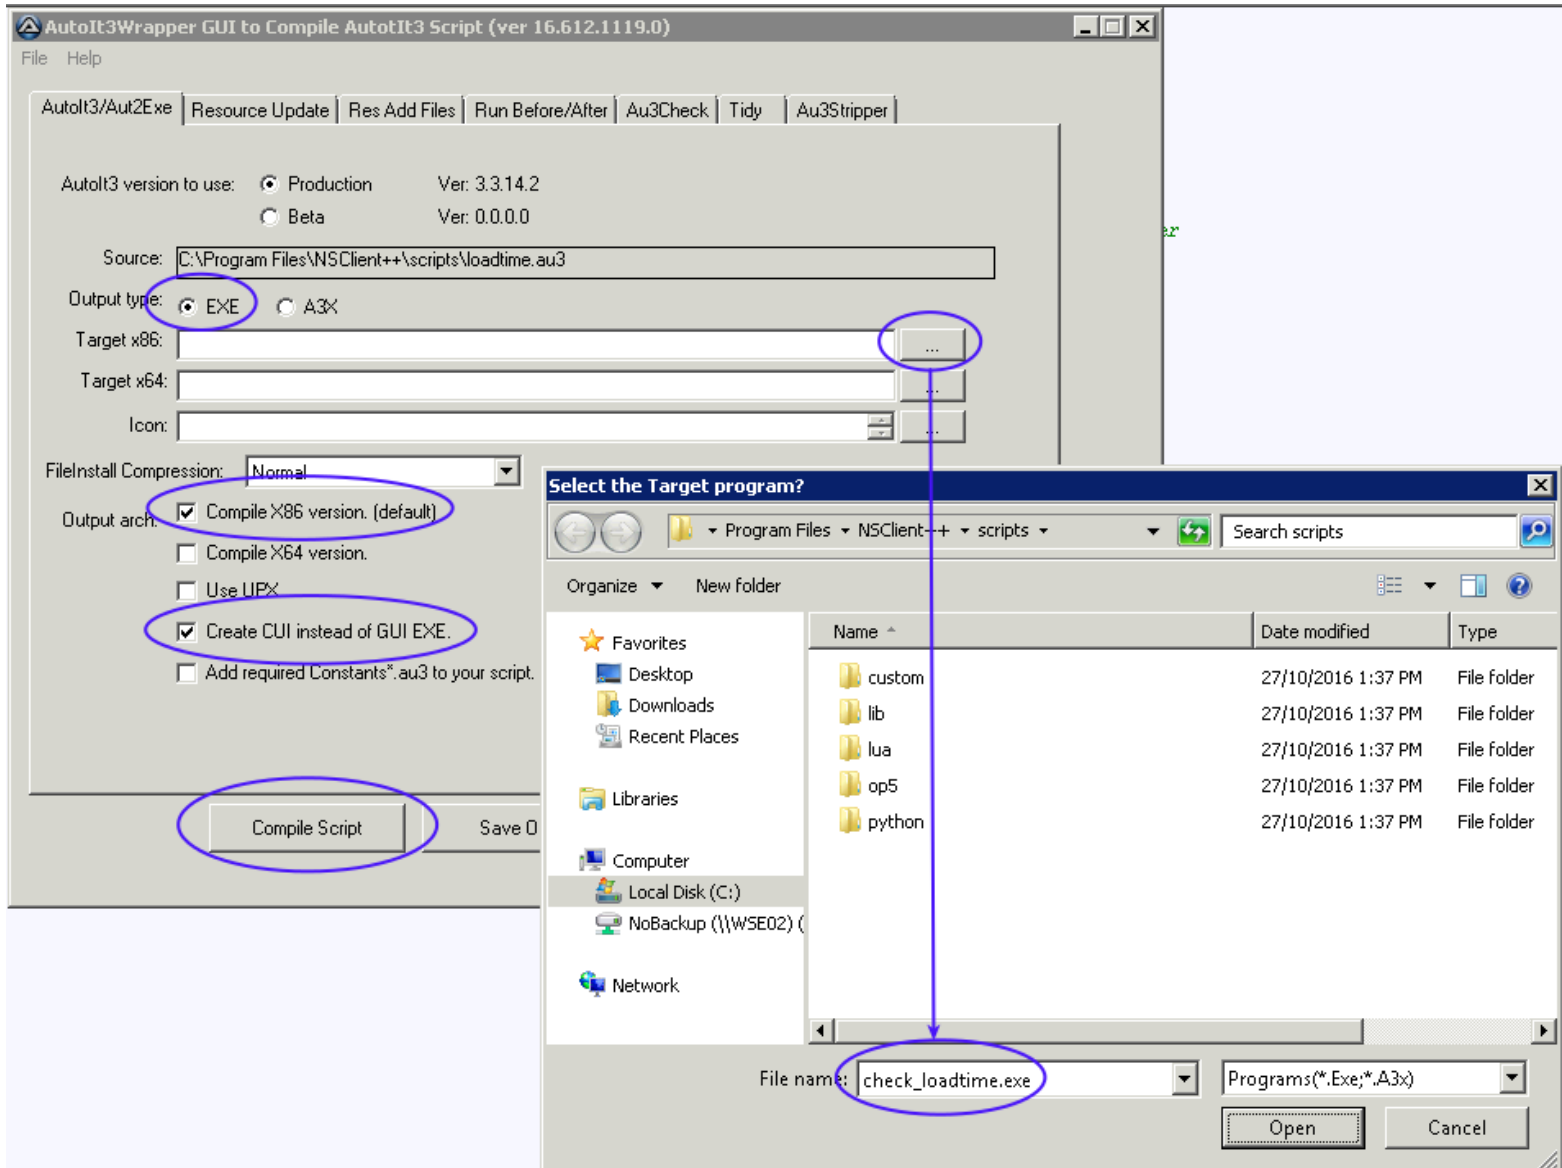 AutoIt3Wrapper GUI to Compile AutotIt3 Script (ver 16.612.1119.0)
File Help
AutoIt3/Aut2Exe Resource Update Res Add Files Run Before/After Au3Check Tidy Au3Stripper
AutoIt3 version to use: Production Ver: 3.3.14.2
Beta Ver: 0.0.0.0
Source: C:\Program Files\NSClient++\scripts\loadtime.au3
Output type: EXE A3X
Target x86: ...
Target x64: ...
Icon: ...
FileInstall Compression: Normal
Output arch: Compile X86 version. (default)
Compile X64 version.
Use UPX
Create CUI instead of GUI EXE.
Add required Constants*.au3 to your script.
Compile Script Save O
Select the Target program?
Program Files NSClient++ scripts Search scripts
Organize New folder
Name Date modified Type
Favorites
Desktop
Downloads
Recent Places
Libraries
Computer
Local Disk (C:)
NoBackup (\\WSE02) (
Network
custom 27/10/2016 1:37 PM File folder
lib 27/10/2016 1:37 PM File folder
lua 27/10/2016 1:37 PM File folder
op5 27/10/2016 1:37 PM File folder
python 27/10/2016 1:37 PM File folder
File name: check_loadtime.exe Programs(*.Exe;*.A3x)
Open Cancel